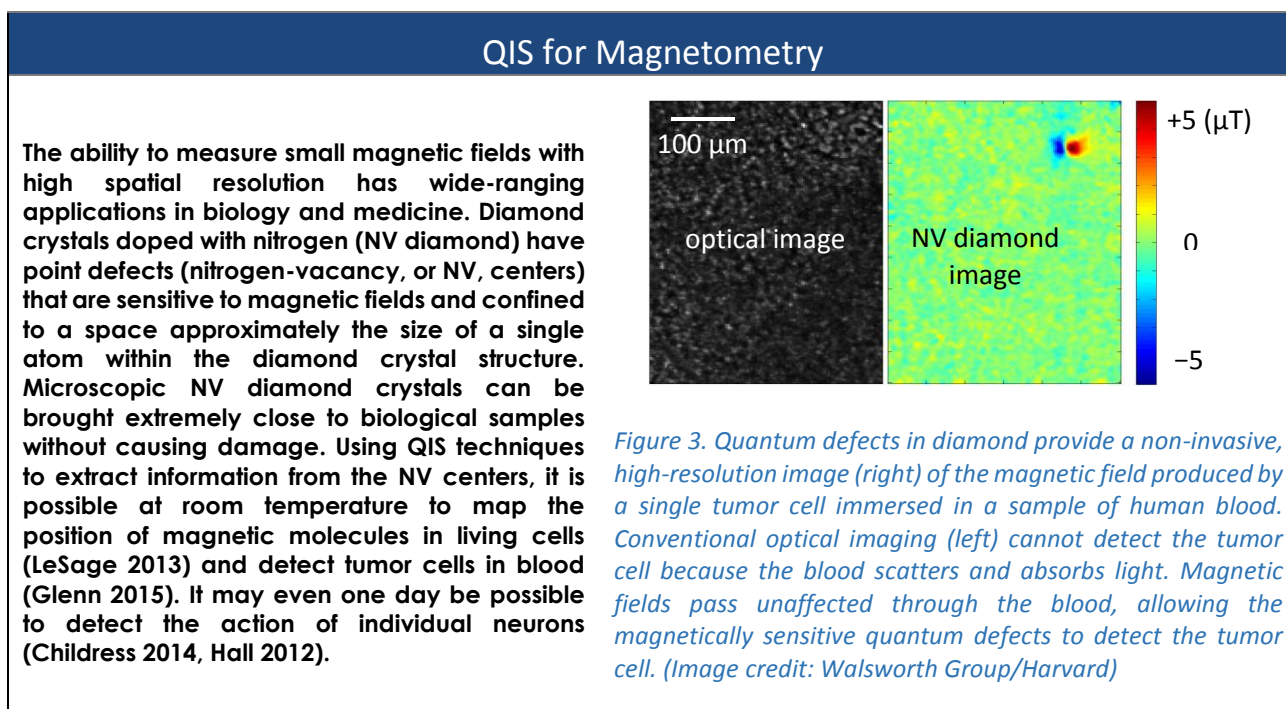 QIS for Magnetometry
The ability to measure small magnetic fields with
high spatial resolution has wide-ranging
applications in biology and medicine. Diamond
crystals doped with nitrogen (NV diamond) have
point defects (nitrogen-vacancy, or NV, centers)
that are sensitive to magnetic fields and confined
to a space approximately the size of a single
atom within the diamond crystal structure.
Microscopic NV diamond crystals can be
brought extremely close to biological samples
without causing damage. Using QIS techniques
to extract information from the NV centers, it is
possible at room temperature to map the
position of magnetic molecules in living cells
(LeSage 2013) and detect tumor cells in blood
(Glenn 2015). It may even one day be possible
to detect the action of individual neurons
(Childress 2014, Hall 2012).
100 μm
optical image
NV diamond
image
+5 (μT)
0
−5
Figure 3. Quantum defects in diamond provide a non-invasive,
high-resolution image (right) of the magnetic field produced by
a single tumor cell immersed in a sample of human blood.
Conventional optical imaging (left) cannot detect the tumor
cell because the blood scatters and absorbs light. Magnetic
fields pass unaffected through the blood, allowing the
magnetically sensitive quantum defects to detect the tumor
cell. (Image credit: Walsworth Group/Harvard)